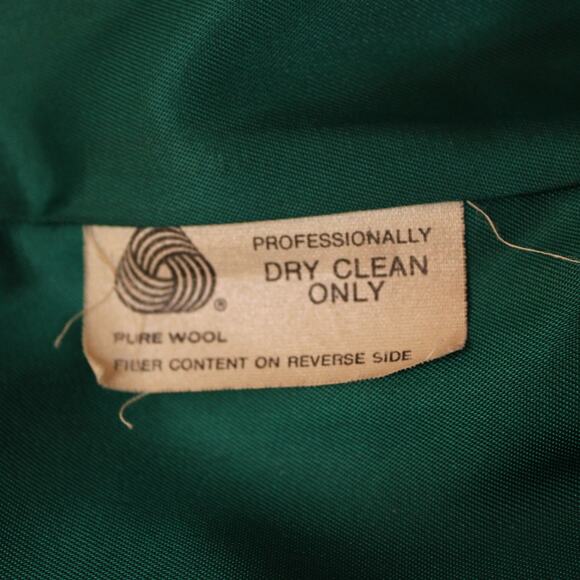 PROFESSIONALLY
DRY CLEAN
ONLY
®
PURE WOOL
FIBER CONTENT ON REVERSE SIDE